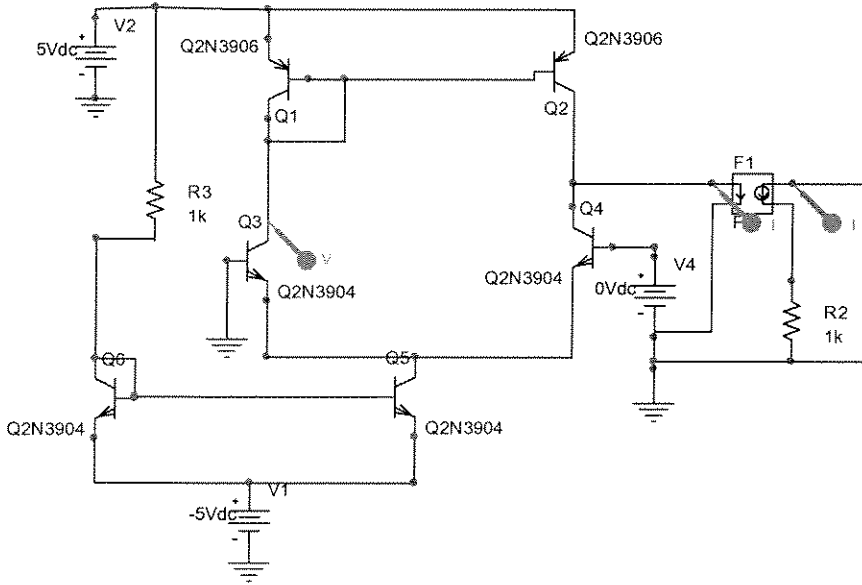 V2
5Vdc
+
-
Q2N3906
Q1
Q2N3906
Q2
R3
1k
Q3
V
Q2N3904
Q4
Q2N3904
F1
F
I
I
V4
0Vdc
+
-
R2
1k
Q6
Q2N3904
Q5
Q2N3904
V1
-5Vdc
+
-